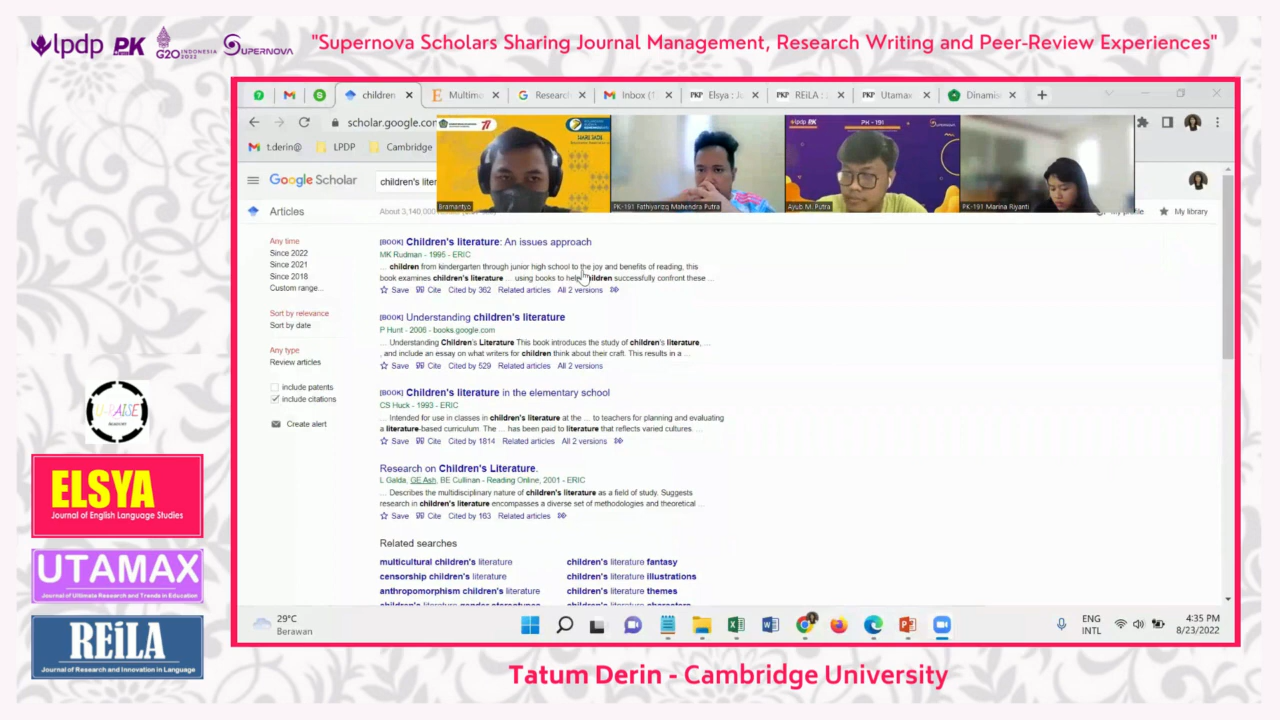 lpdp PK G20 INDONESIA 2022 SUPERNOVA "Supernova Scholars Sharing Journal Management, Research Writing and Peer-Review Experiences"
children Multimo Research Inbox (1 PKP Elsya : Jo PKP REiLA : PKP Utamax Dinamis
scholar.google.cor
t.derin@ LPDP Cambridge
Google Scholar children's liter
Bramantyo PK-191 Fathiyarizq Mahendra Putra Ayub M. Putra PK-191 Marina Riyanti
Articles About 3,140,000 My profile My library
Any time
Since 2022
Since 2021
Since 2018
Custom range...
Sort by relevance
Sort by date
Any type
Review articles
include patents
include citations
Create alert
[BOOK] Children's literature: An issues approach
MK Rudman - 1995 - ERIC
... children from kindergarten through junior high school to the joy and benefits of reading, this
book examines children's literature ... using books to help children successfully confront these ...
Save Cite Cited by 362 Related articles All 2 versions
[BOOK] Understanding children's literature
P Hunt - 2006 - books.google.com
... Understanding Children's Literature This book introduces the study of children's literature, ...
, and include an essay on what writers for children think about their craft. This results in a ...
Save Cite Cited by 529 Related articles All 2 versions
[BOOK] Children's literature in the elementary school
CS Huck - 1993 - ERIC
... Intended for use in classes in children's literature at the ... to teachers for planning and evaluating
a literature-based curriculum. The ... has been paid to literature that reflects varied cultures. ...
Save Cite Cited by 1814 Related articles All 2 versions
Research on Children's Literature.
L Galda, GE Ash, BE Cullinan - Reading Online, 2001 - ERIC
... Describes the multidisciplinary nature of children's literature as a field of study. Suggests
research in children's literature encompasses a diverse set of methodologies and theoretical ...
Save Cite Cited by 163 Related articles
Related searches
multicultural children's literature children's literature fantasy
censorship children's literature children's literature illustrations
anthropomorphism children's literature children's literature themes
U-RAISE
ELSYA
Journal of English Language Studies
UTAMAX
Journal of Ultimate Research and Trends in Education
REiLA
Journal of Research and Innovation in Language
29°C
Berawan
ENG
INTL
4:35 PM
8/23/2022
Tatum Derin - Cambridge University